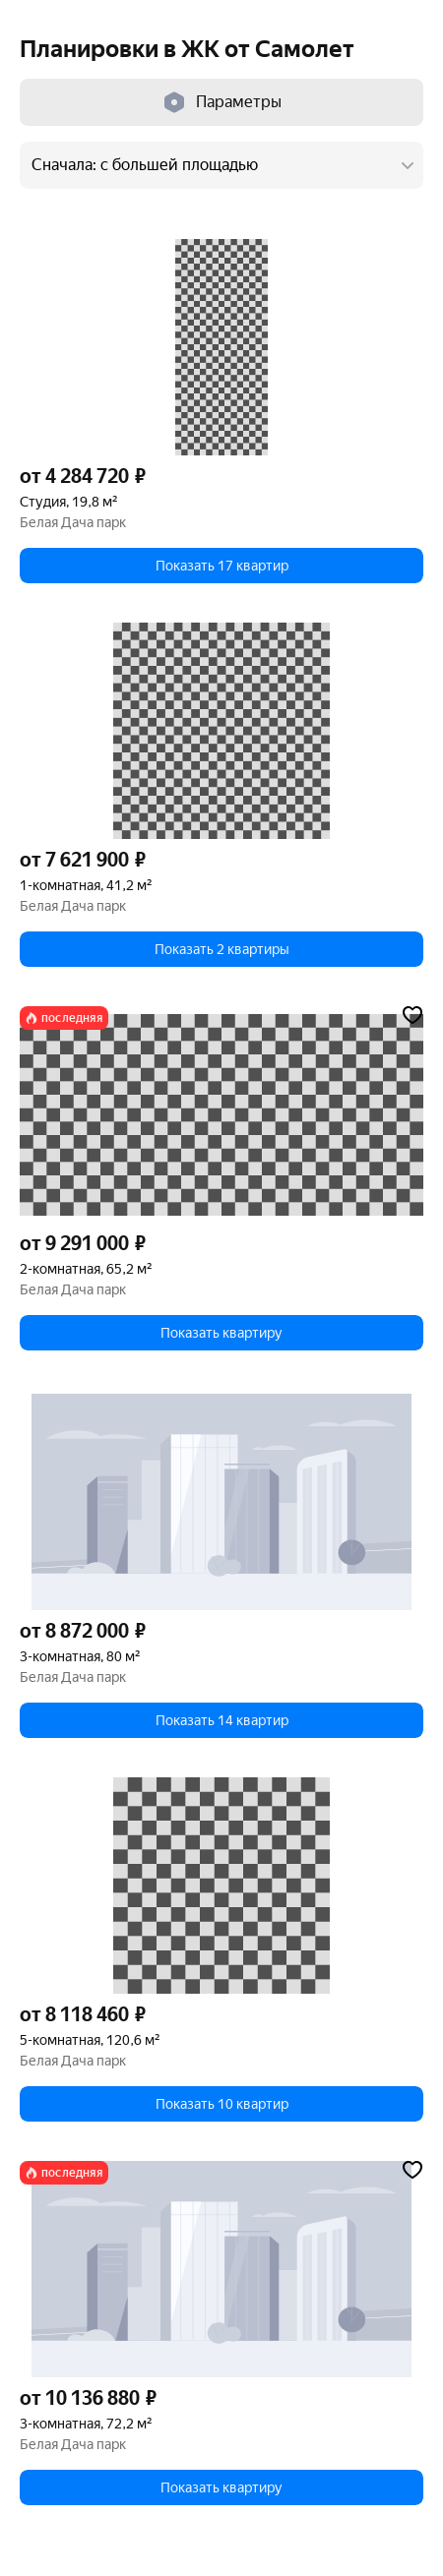 Планировки в ЖК от Самолет
Параметры
Сначала: с большей площадью
от 4 284 720 ₽
Студия, 19,8 м²
Белая Дача парк
Показать 17 квартир
от 7 621 900 ₽
1-комнатная, 41,2 м²
Белая Дача парк
Показать 2 квартиры
последняя
от 9 291 000 ₽
2-комнатная, 65,2 м²
Белая Дача парк
Показать квартиру
от 8 872 000 ₽
3-комнатная, 80 м²
Белая Дача парк
Показать 14 квартир
от 8 118 460 ₽
5-комнатная, 120,6 м²
Белая Дача парк
Показать 10 квартир
последняя
от 10 136 880 ₽
3-комнатная, 72,2 м²
Белая Дача парк
Показать квартиру